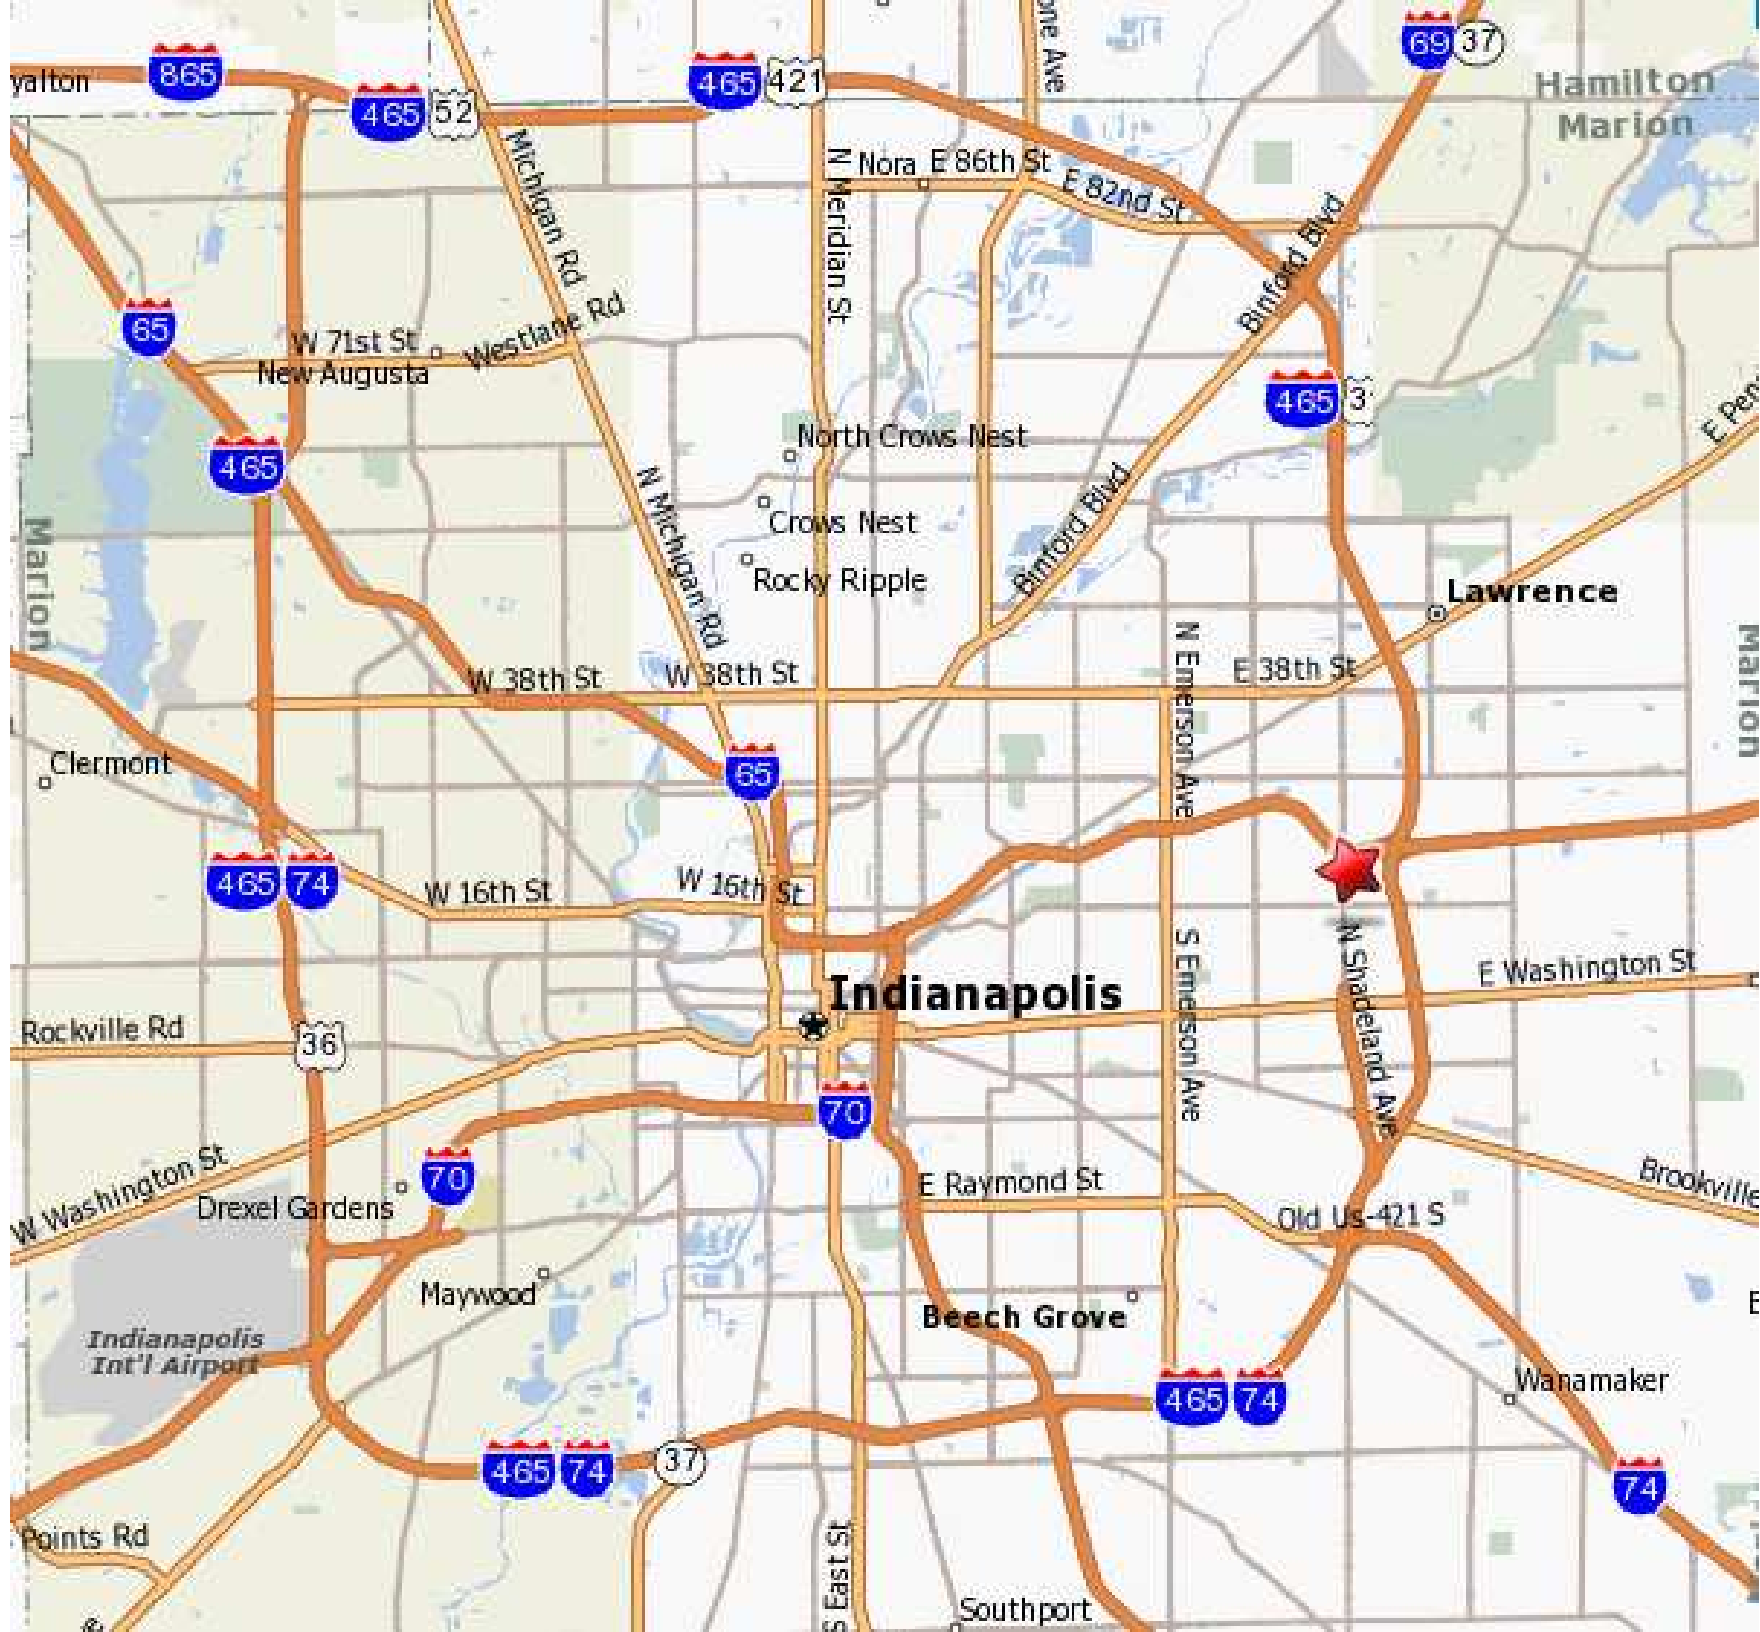 69
37
one Ave
865
yalton
465
421
Hamilton
465
52
Marion
Michigan Rd
N Meridian St
Nora
E 86th St
E 82nd St
Binford Blvd
65
W 71st St
Westlane Rd
New Augusta
465
3
E Pen
North Crows Nest
465
N Michigan Rd
Crows Nest
Binford Blvd
Marion
Rocky Ripple
Lawrence
N Emerson Ave
Marion
W 38th St
W 38th St
E 38th St
Clermont
65
465
74
W 16th St
W 16th St
N Shadeland Ave
S Emerson Ave
E Washington St
Indianapolis
Rockville Rd
36
70
W Washington St
70
E Raymond St
Brookville
Drexel Gardens
Old Us-421 S
Maywood
Beech Grove
E
Indianapolis
Int'l Airport
Wanamaker
465
74
465
74
37
74
Points Rd
S East St
Southport
e